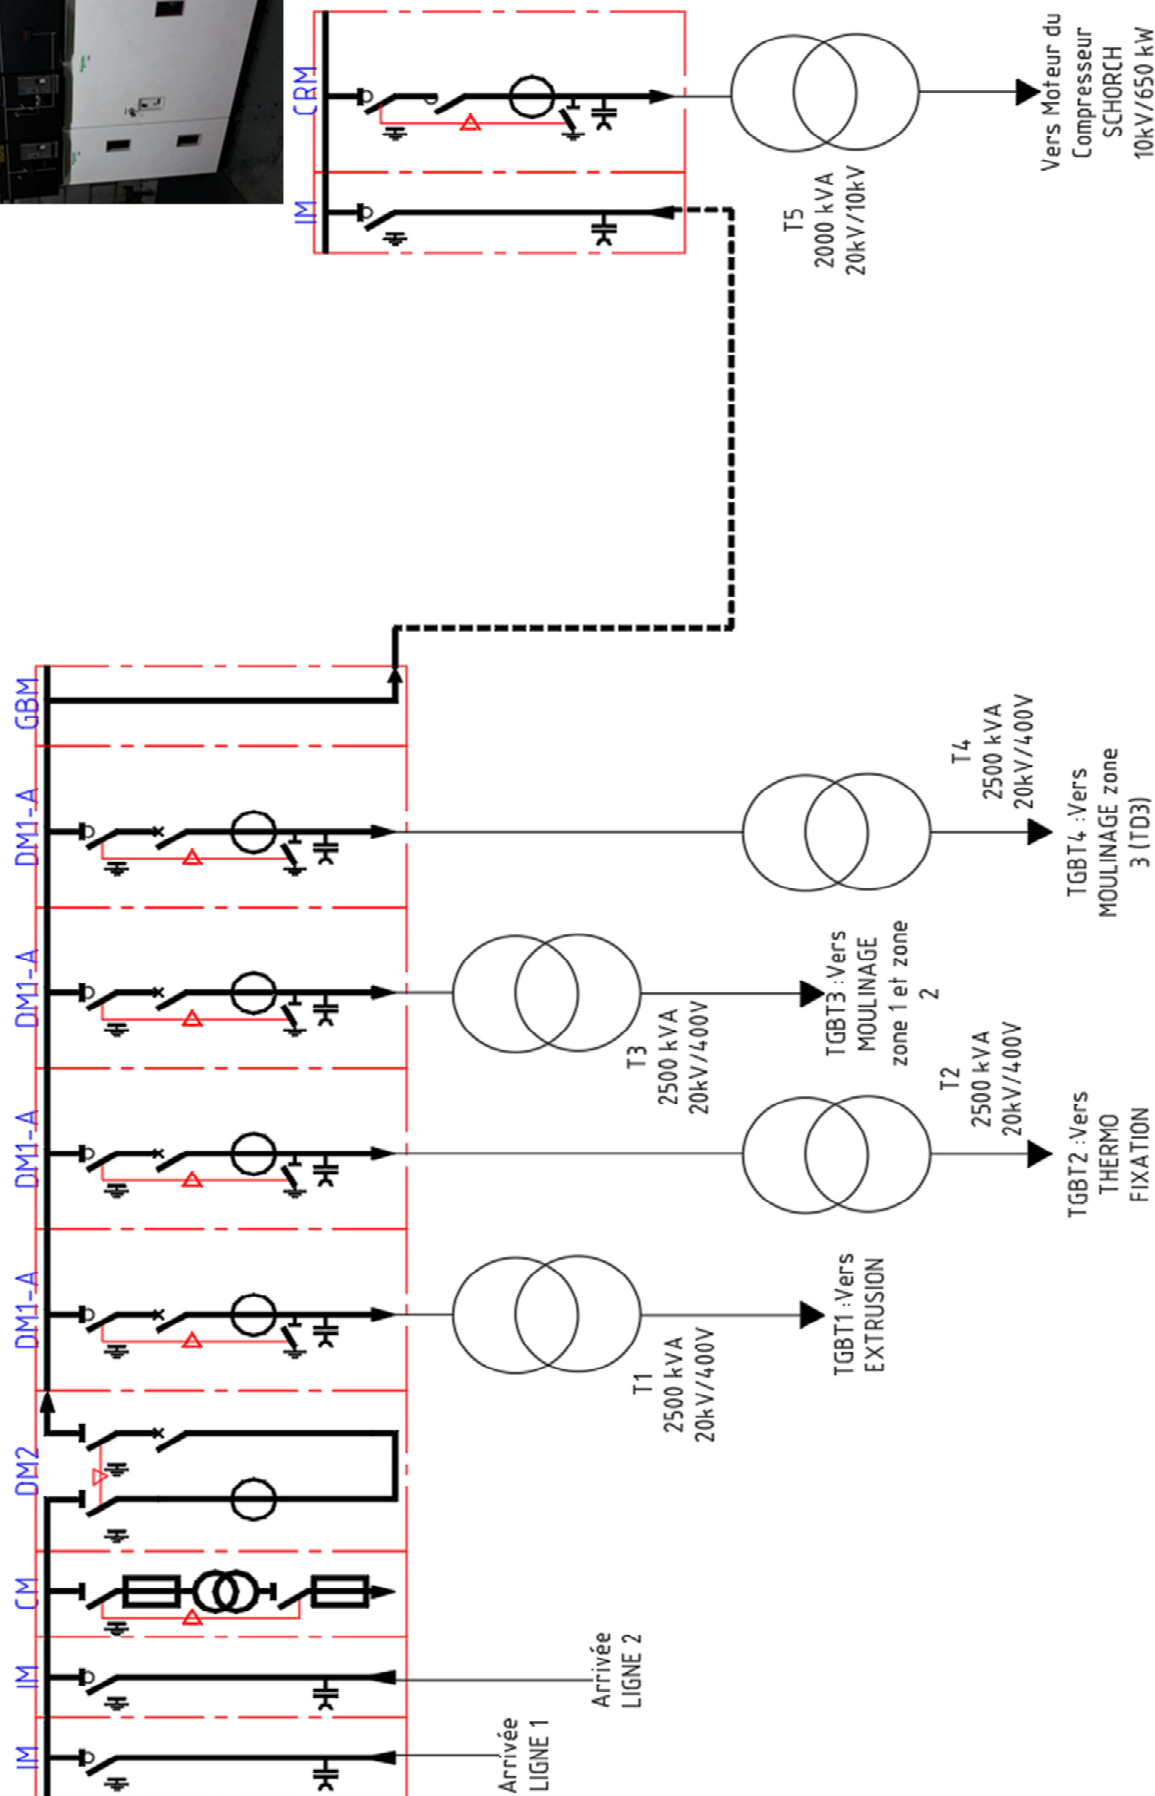 IM
IM
CM
DM2
DM1-A
DM1-A
DM1-A
DM1-A
GBM
IM
CRM
Arrivée
LIGNE 1
Arrivée
LIGNE 2
T1
2500 kVA
20kV/400V
TGBT1 :Vers
EXTRUSION
T2
2500 kVA
20kV/400V
TGBT2 :Vers
THERMO
FIXATION
T3
2500 kVA
20kV/400V
TGBT3 :Vers
MOULINAGE
zone 1 et zone
2
T4
2500 kVA
20kV/400V
TGBT4 :Vers
MOULINAGE zone
3 (TD3)
T5
2000 kVA
20kV/10kV
Vers Moteur du
Compresseur
SCHORCH
10kV/650 kW